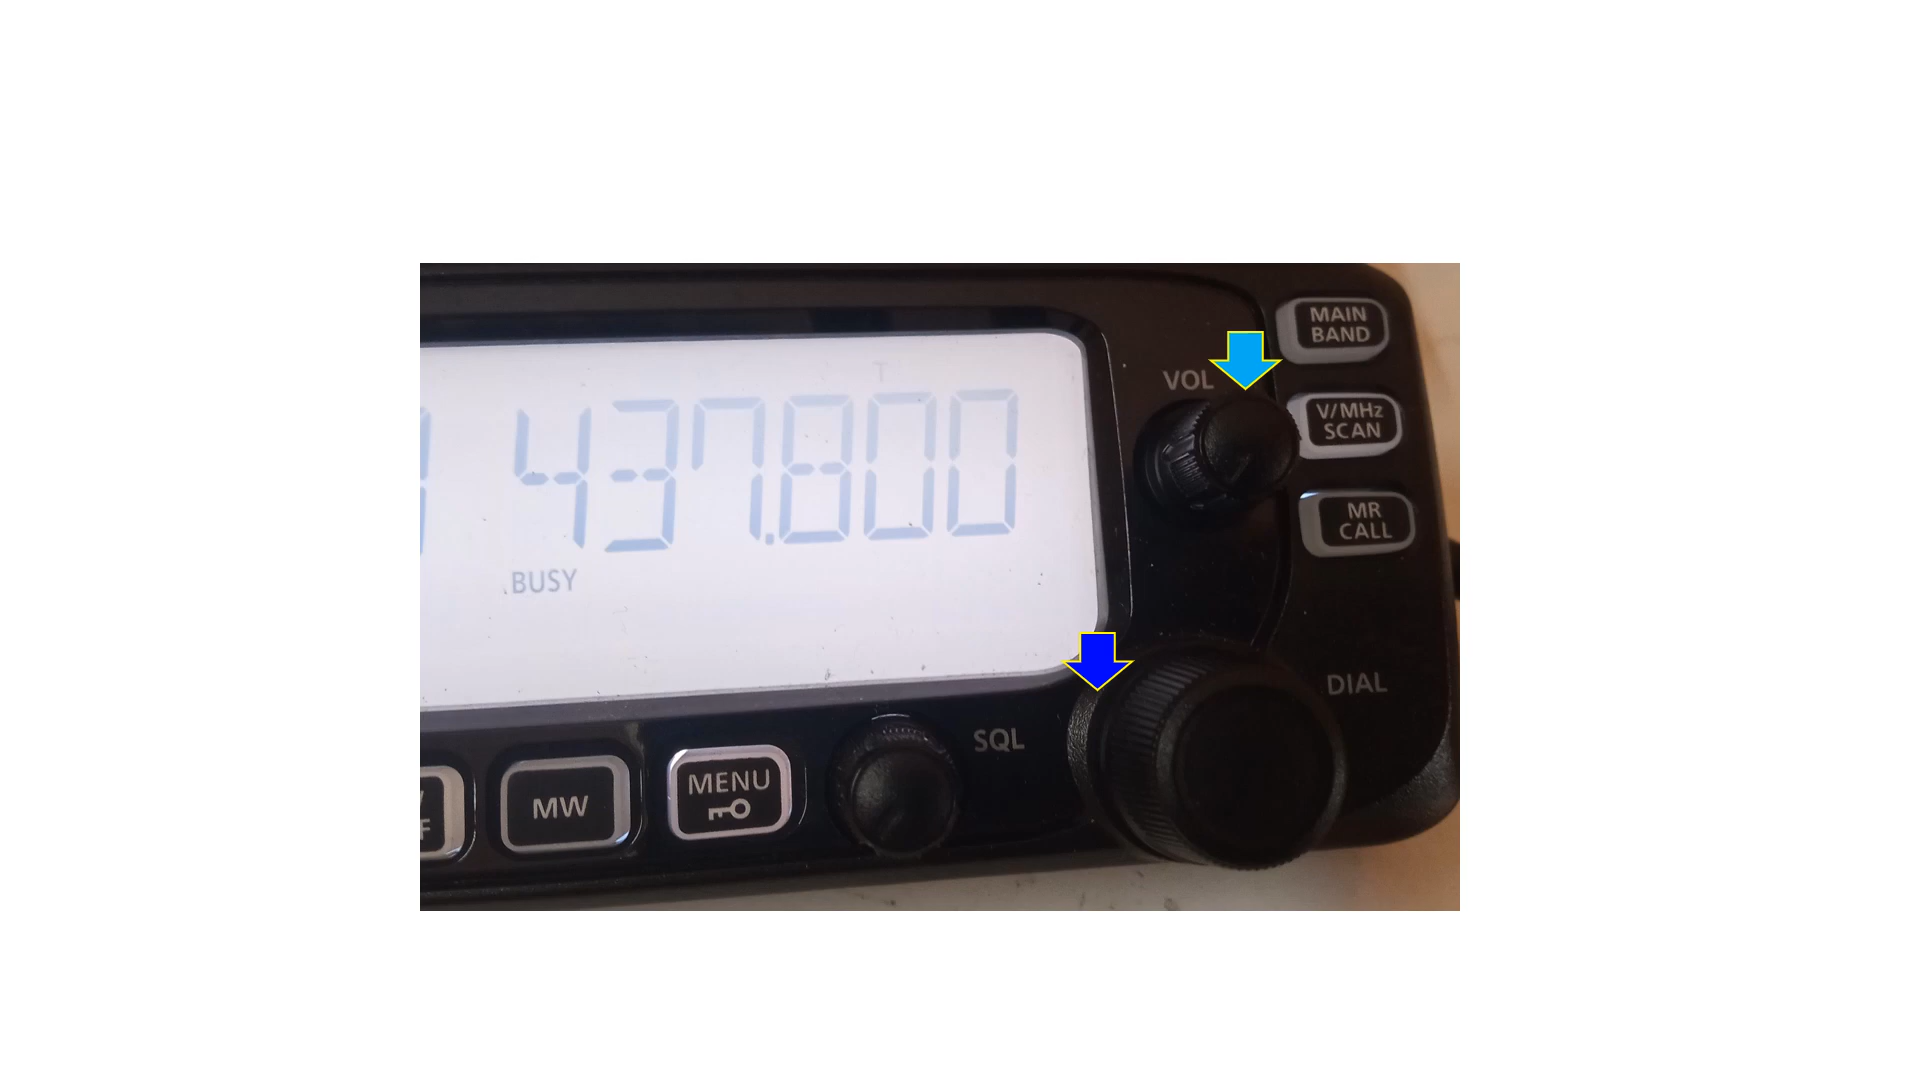 MAIN
BAND
T
VOL
437.800
V/MHz
SCAN
MR
CALL
BUSY
DIAL
SQL
MENU
MW
F